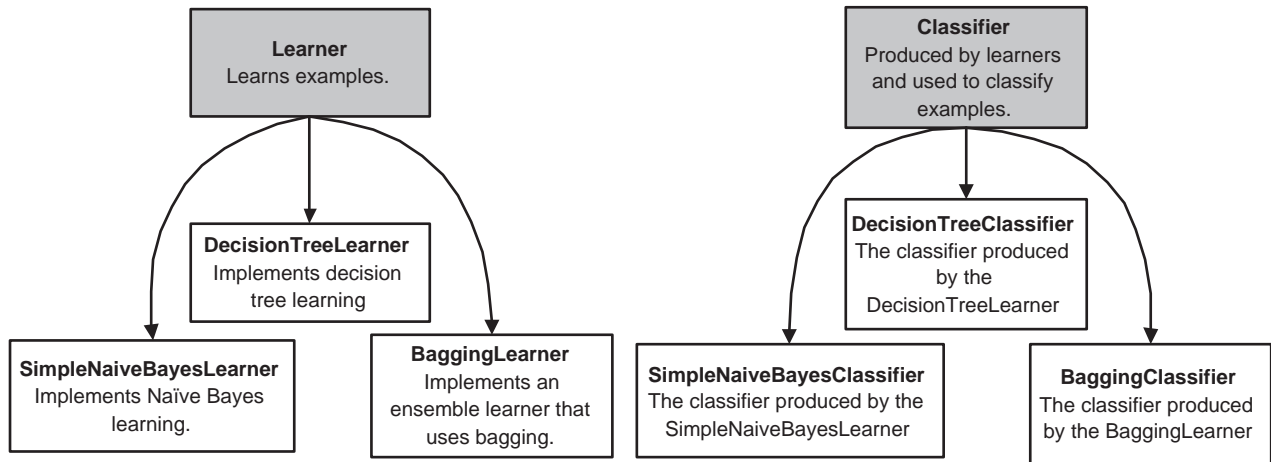 Learner
Learns examples.
DecisionTreeLearner
Implements decision
tree learning
SimpleNaiveBayesLearner
Implements Naïve Bayes
learning.
BaggingLearner
Implements an
ensemble learner that
uses bagging.
Classifier
Produced by learners
and used to classify
examples.
DecisionTreeClassifier
The classifier produced
by the
DecisionTreeLearner
SimpleNaiveBayesClassifier
The classifier produced by the
SimpleNaiveBayesLearner
BaggingClassifier
The classifier produced
by the BaggingLearner